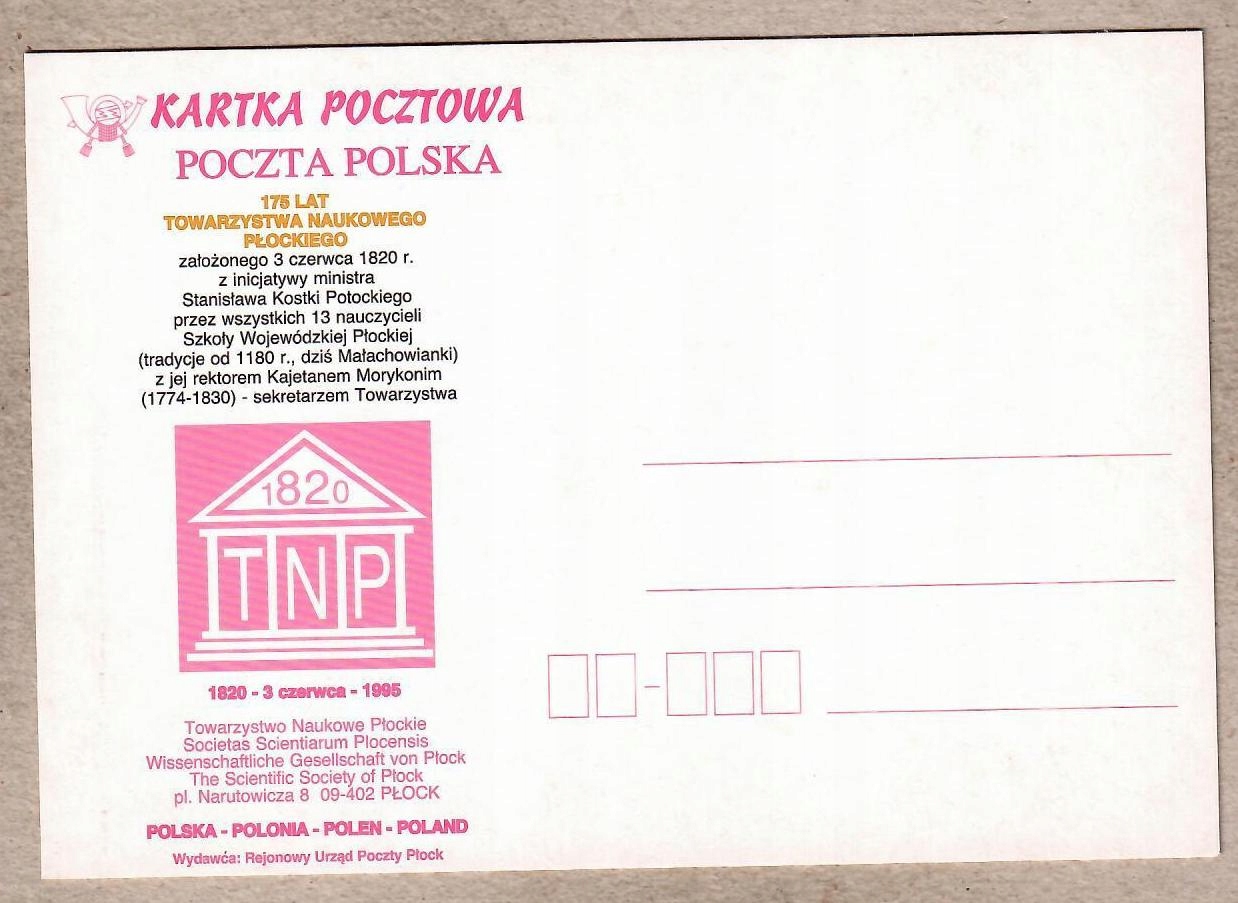 KARTKA POCZTOWA
POCZTA POLSKA
175 LAT
TOWARZYSTWA NAUKOWEGO
PŁOCKIEGO
założonego 3 czerwca 1820 r.
z inicjatywy ministra
Stanisława Kostki Potockiego
przez wszystkich 13 nauczycieli
Szkoły Wojewódzkiej Płockiej
(tradycje od 1180 r., dziś Małachowianki)
z jej rektorem Kajetanem Morykonim
(1774-1830) - sekretarzem Towarzystwa
1820
TNP
1820 - 3 czerwca - 1995
Towarzystwo Naukowe Płockie
Societas Scientiarum Plocensis
Wissenschaftliche Gesellschaft von Płock
The Scientific Society of Płock
pl. Narutowicza 8 09-402 PŁOCK
POLSKA - POLONIA - POLEN - POLAND
Wydawća: Rejonowy Urząd Poczty Płock